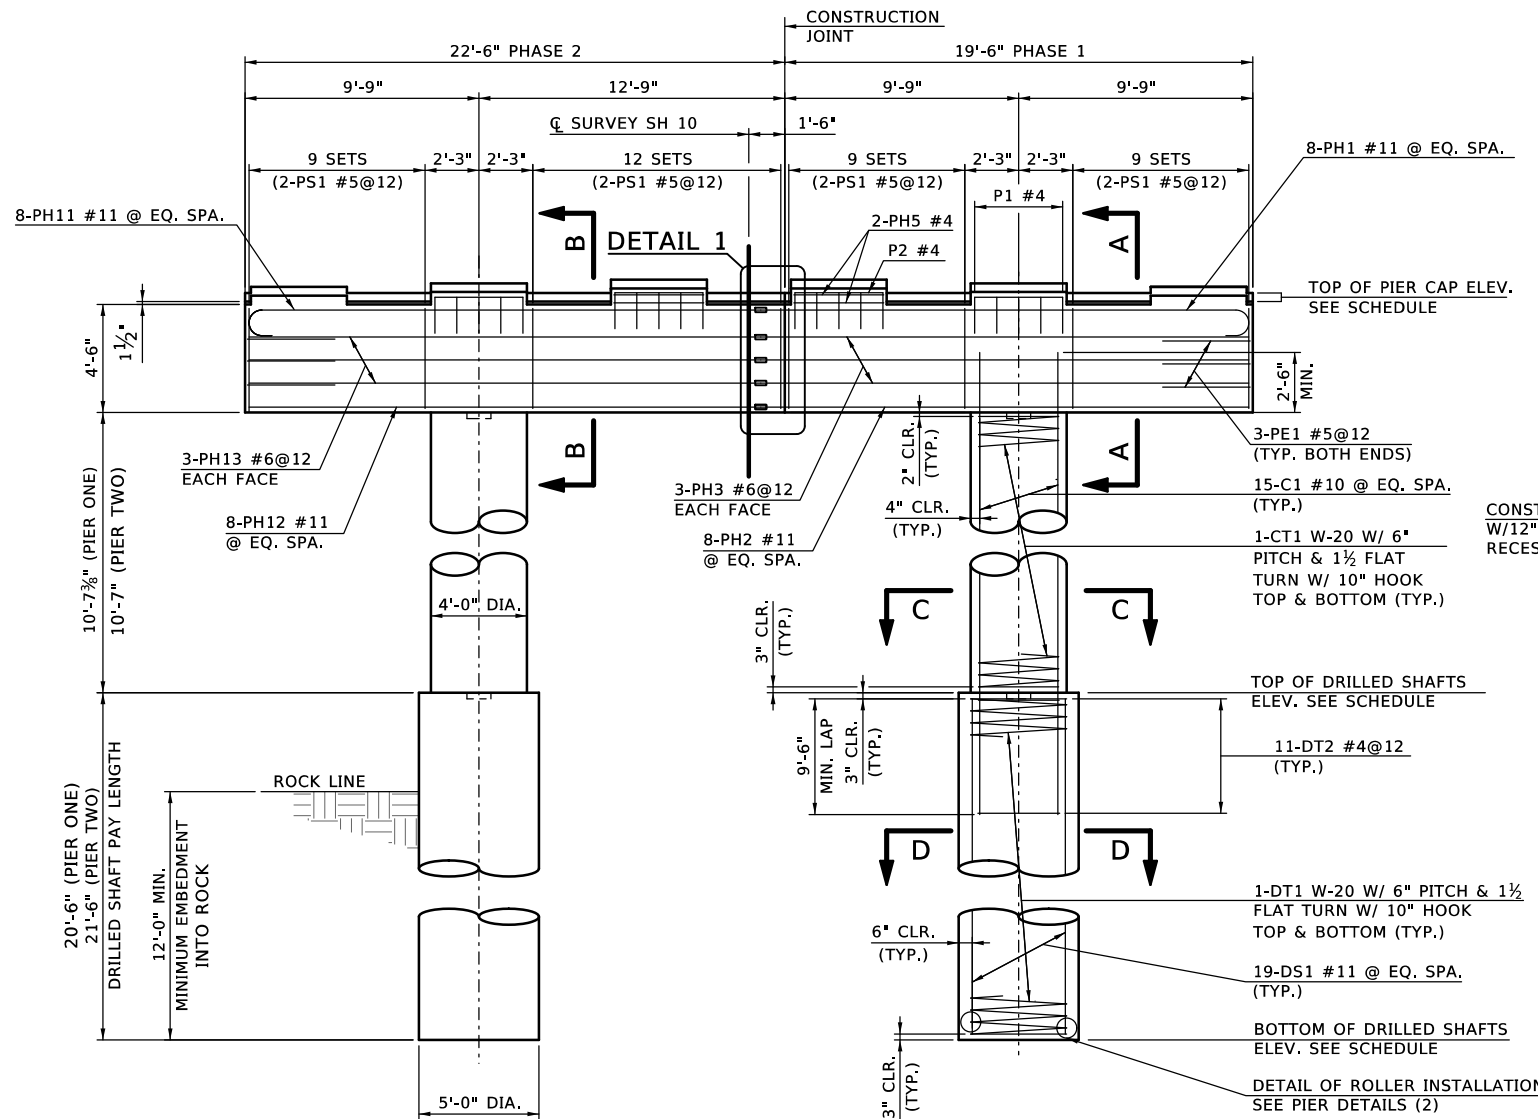 CONSTRUCTION
JOINT
22'-6" PHASE 2
19'-6" PHASE 1
9'-9"
12'-9"
9'-9"
9'-9"
℄ SURVEY SH 10
1'-6"
9 SETS
(2-PS1 #5@12)
2'-3"
2'-3"
12 SETS
(2-PS1 #5@12)
9 SETS
(2-PS1 #5@12)
2'-3"
2'-3"
9 SETS
(2-PS1 #5@12)
8-PH1 #11 @ EQ. SPA.
P1 #4
8-PH11 #11 @ EQ. SPA.
B
DETAIL 1
2-PH5 #4
P2 #4
A
TOP OF PIER CAP ELEV.
SEE SCHEDULE
4'-6"
1½"
2'-6"
MIN.
3-PH13 #6@12
EACH FACE
B
3-PH3 #6@12
EACH FACE
2" CLR.
(TYP.)
A
3-PE1 #5@12
(TYP. BOTH ENDS)
8-PH12 #11
@ EQ. SPA.
8-PH2 #11
@ EQ. SPA.
4" CLR.
(TYP.)
15-C1 #10 @ EQ. SPA.
(TYP.)
CONST
W/12"
RECES
1-CT1 W-20 W/ 6"
PITCH & 1½ FLAT
TURN W/ 10" HOOK
TOP & BOTTOM (TYP.)
10'-7⅜" (PIER ONE)
10'-7" (PIER TWO)
4'-0" DIA.
C
C
3" CLR.
(TYP.)
TOP OF DRILLED SHAFTS
ELEV. SEE SCHEDULE
9'-6"
MIN. LAP
3" CLR.
(TYP.)
11-DT2 #4@12
(TYP.)
ROCK LINE
20'-6" (PIER ONE)
21'-6" (PIER TWO)
DRILLED SHAFT PAY LENGTH
12'-0" MIN.
MINIMUM EMBEDMENT
INTO ROCK
D
D
1-DT1 W-20 W/ 6" PITCH & 1½
FLAT TURN W/ 10" HOOK
TOP & BOTTOM (TYP.)
6" CLR.
(TYP.)
19-DS1 #11 @ EQ. SPA.
(TYP.)
BOTTOM OF DRILLED SHAFTS
ELEV. SEE SCHEDULE
3" CLR.
(TYP.)
5'-0" DIA.
DETAIL OF ROLLER INSTALLATION
SEE PIER DETAILS (2)